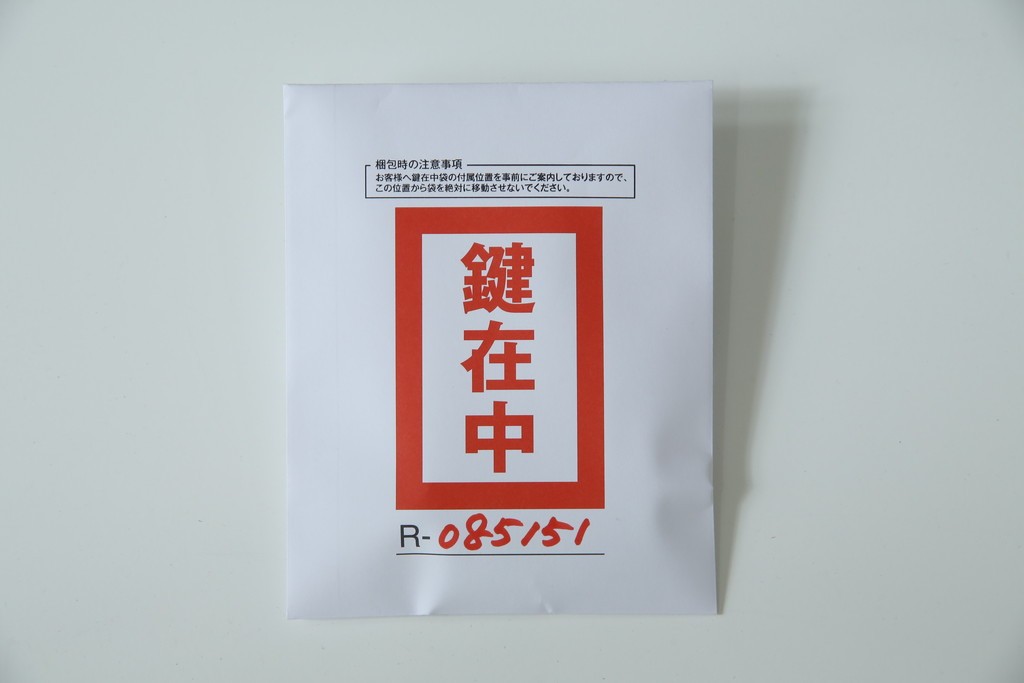 梱包時の注意事項
お客様へ鍵在中袋の付属位置を事前にご案内しておりますので、
この位置から袋を絶対に移動させないでください。
鍵在中
R-085151